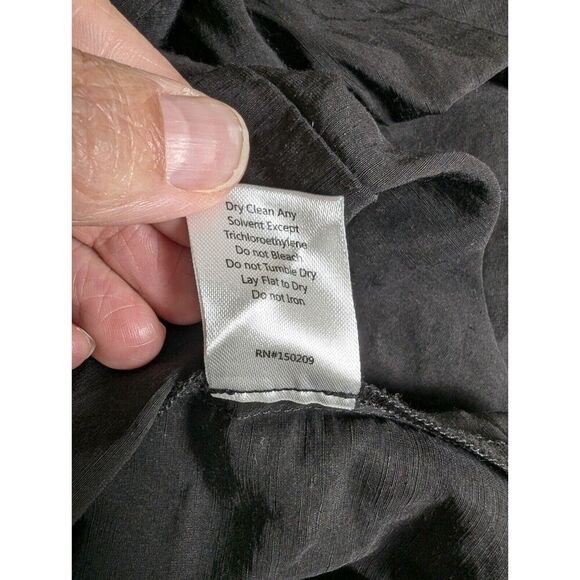 Dry Clean Any
Solvent Except
Trichloroethylene
Do not Bleach
Do not Tumble Dry
Lay Flat to Dry
Do not Iron
RN#150209